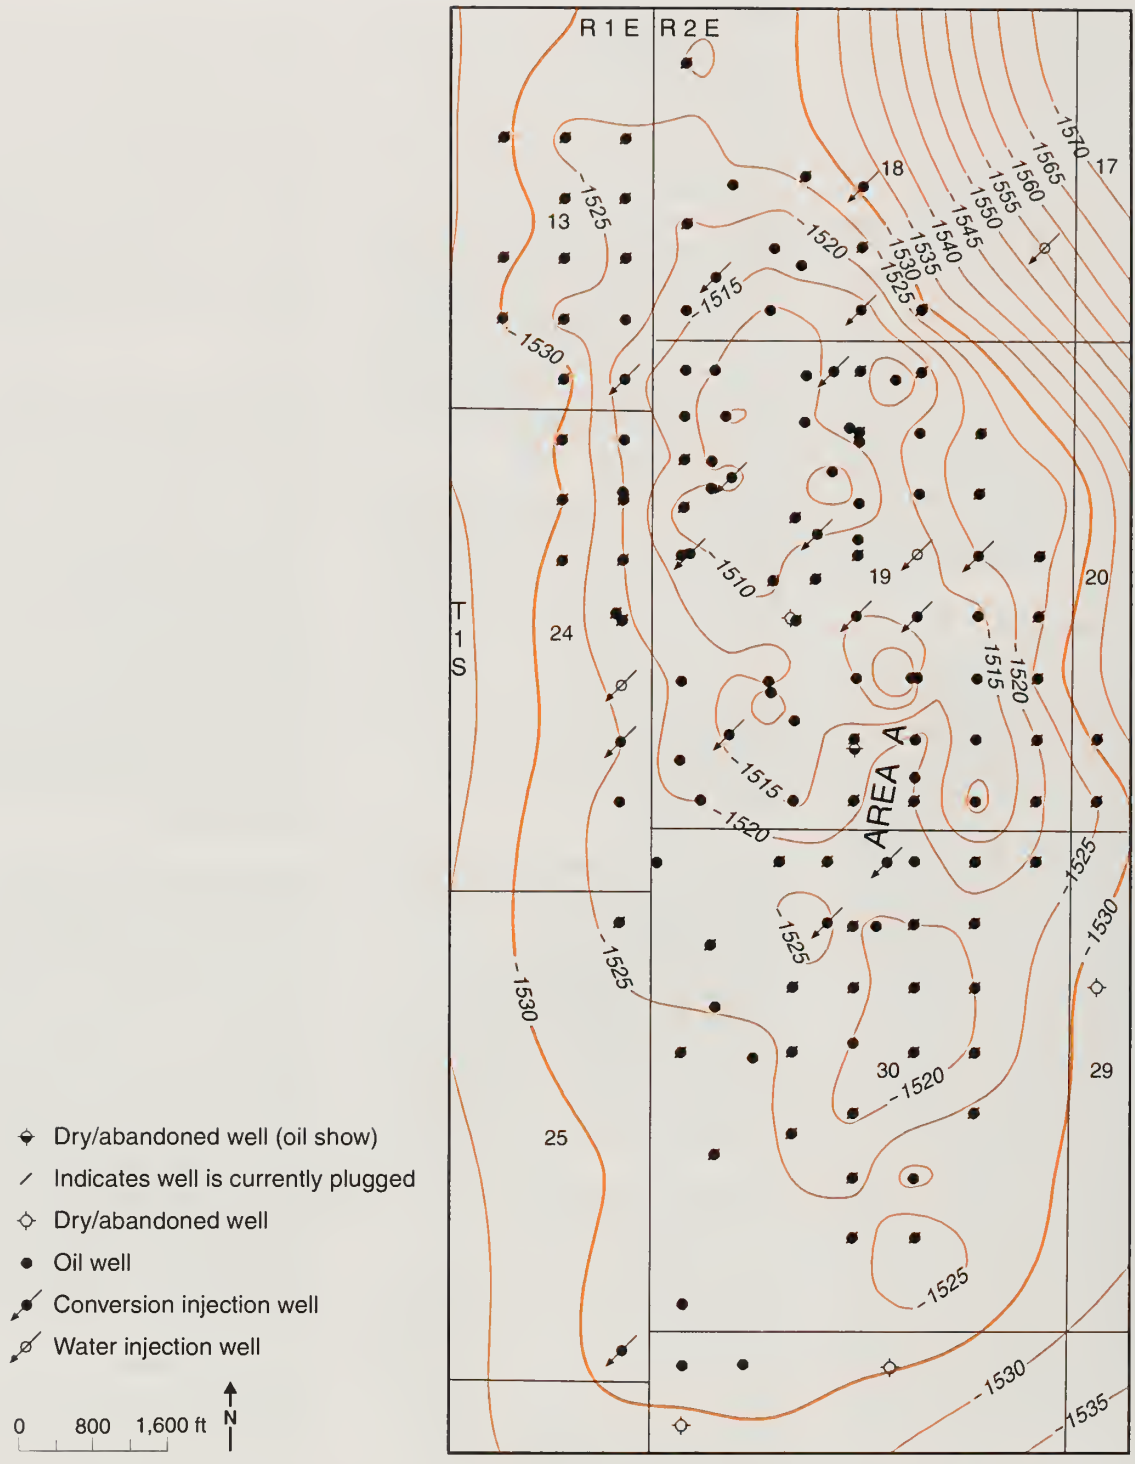 R 1 E
R 2 E
-1570
-1565
-1560
-1555
-1550
-1545
-1540
-1535
-1530
-1525
18
17
-1525
13
-1520
-1515
-1530
-1510
19
20
T
1
S
24
-1515
-1520
AREA A
-1515
-1520
-1525
-1530
-1525
-1525
-1530
30
-1520
29
25
-1525
-1530
-1535
Dry/abandoned well (oil show)
Indicates well is currently plugged
Dry/abandoned well
Oil well
Conversion injection well
Water injection well
0 800 1,600 ft
N